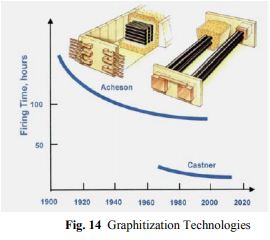 Firing Time, hours
Acheson
100
50
Castner
1900 1920 1940 1960 1980 2000 2020
Fig. 14 Graphitization Technologies